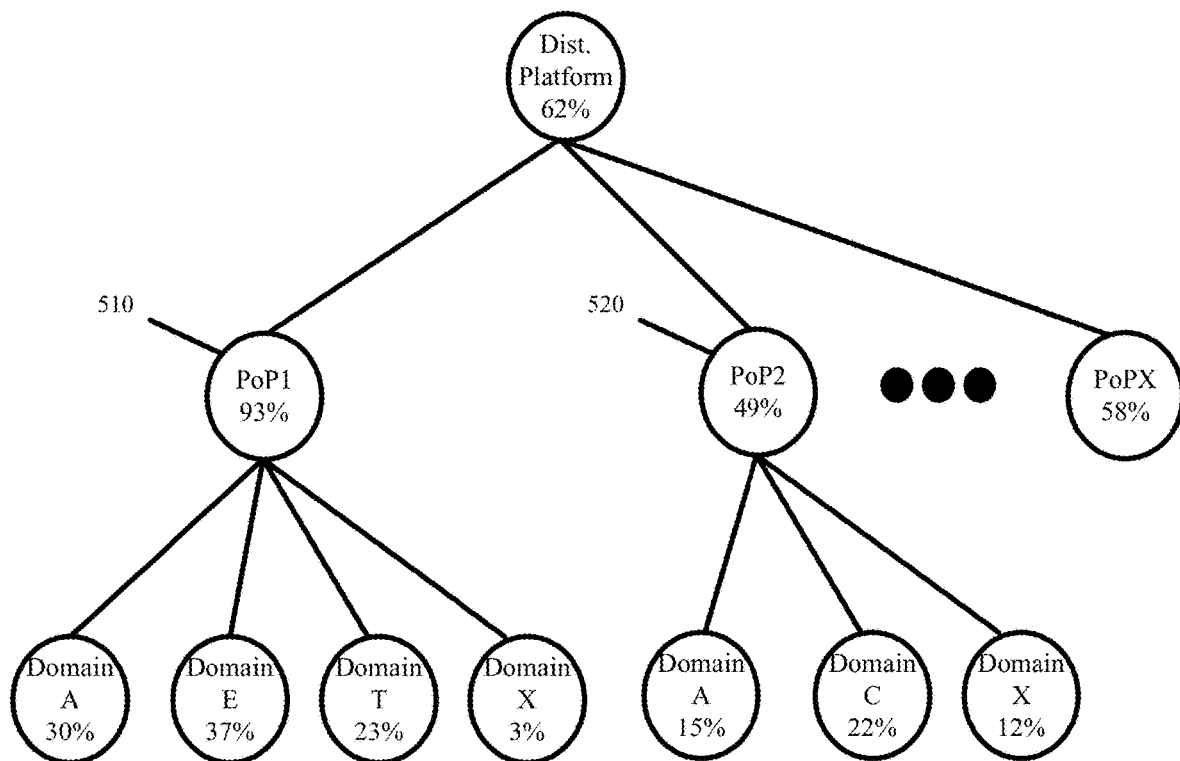 Dist.
Platform
62%
510
520
PoP1
93%
PoP2
49%
PoPX
58%
Domain
A
30%
Domain
E
37%
Domain
T
23%
Domain
X
3%
Domain
A
15%
Domain
C
22%
Domain
X
12%